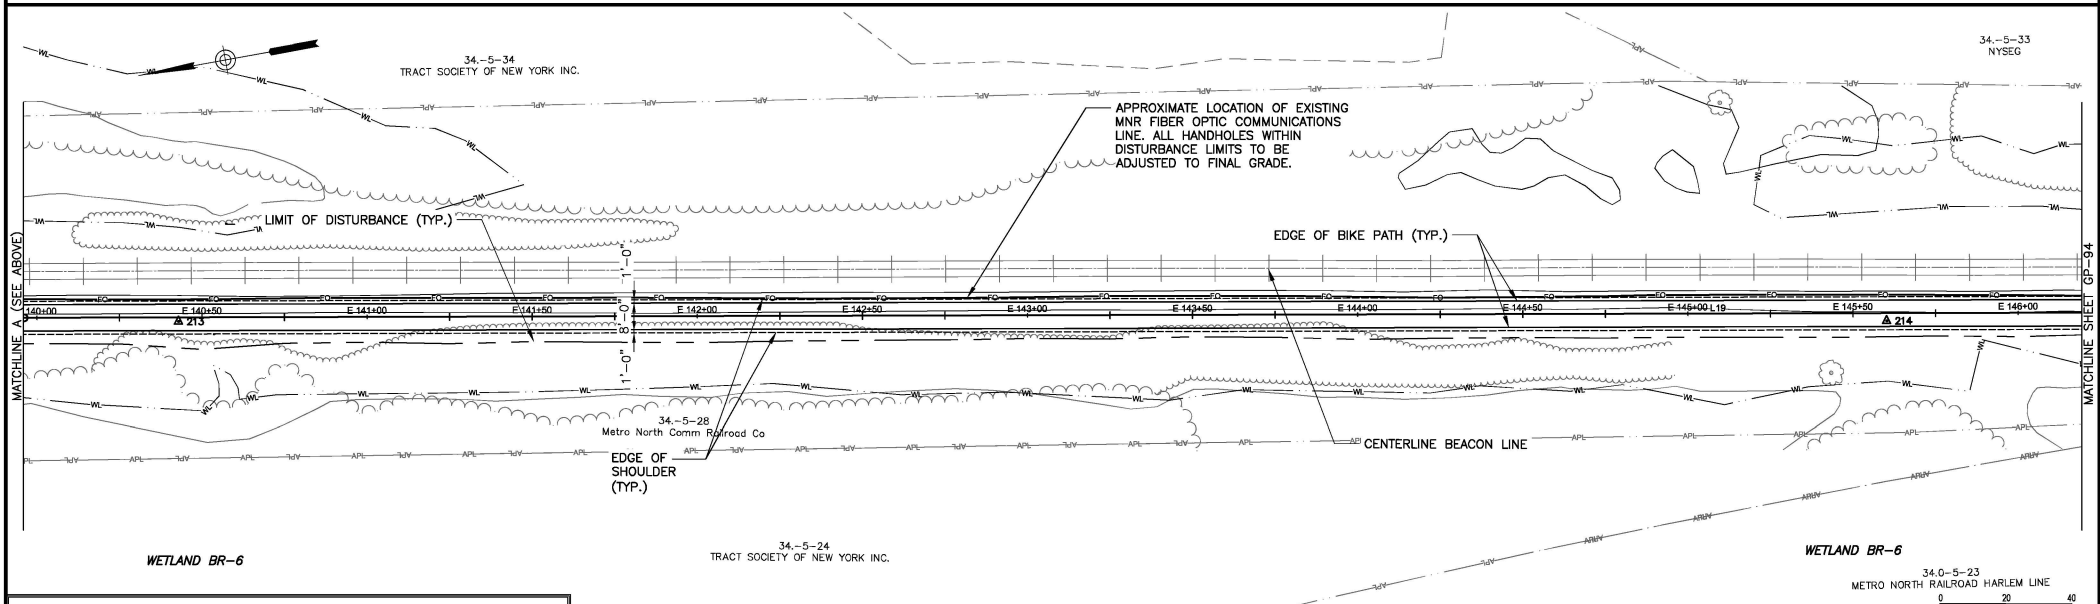 34.-5-34
TRACT SOCIETY OF NEW YORK INC.
34.-5-33
NYSEG
APPROXIMATE LOCATION OF EXISTING
MNR FIBER OPTIC COMMUNICATIONS
LINE. ALL HANDHOLES WITHIN
DISTURBANCE LIMITS TO BE
ADJUSTED TO FINAL GRADE.
LIMIT OF DISTURBANCE (TYP.)
EDGE OF BIKE PATH (TYP.)
MATCHLINE A (SEE ABOVE)
MATCHLINE SHEET GP-94
1'-0"
8'-0"
1'-0"
140+00
E 140+50
E 141+00
E 141+50
E 142+00
E 142+50
E 143+00
E 143+50
E 144+00
E 144+50
E 145+00 L19
E 145+50
E 146+00
213
214
34.-5-28
Metro North Comm Railroad Co
EDGE OF
SHOULDER
(TYP.)
CENTERLINE BEACON LINE
WETLAND BR-6
34.-5-24
TRACT SOCIETY OF NEW YORK INC.
WETLAND BR-6
34.0-5-23
METRO NORTH RAILROAD HARLEM LINE
0 20 40